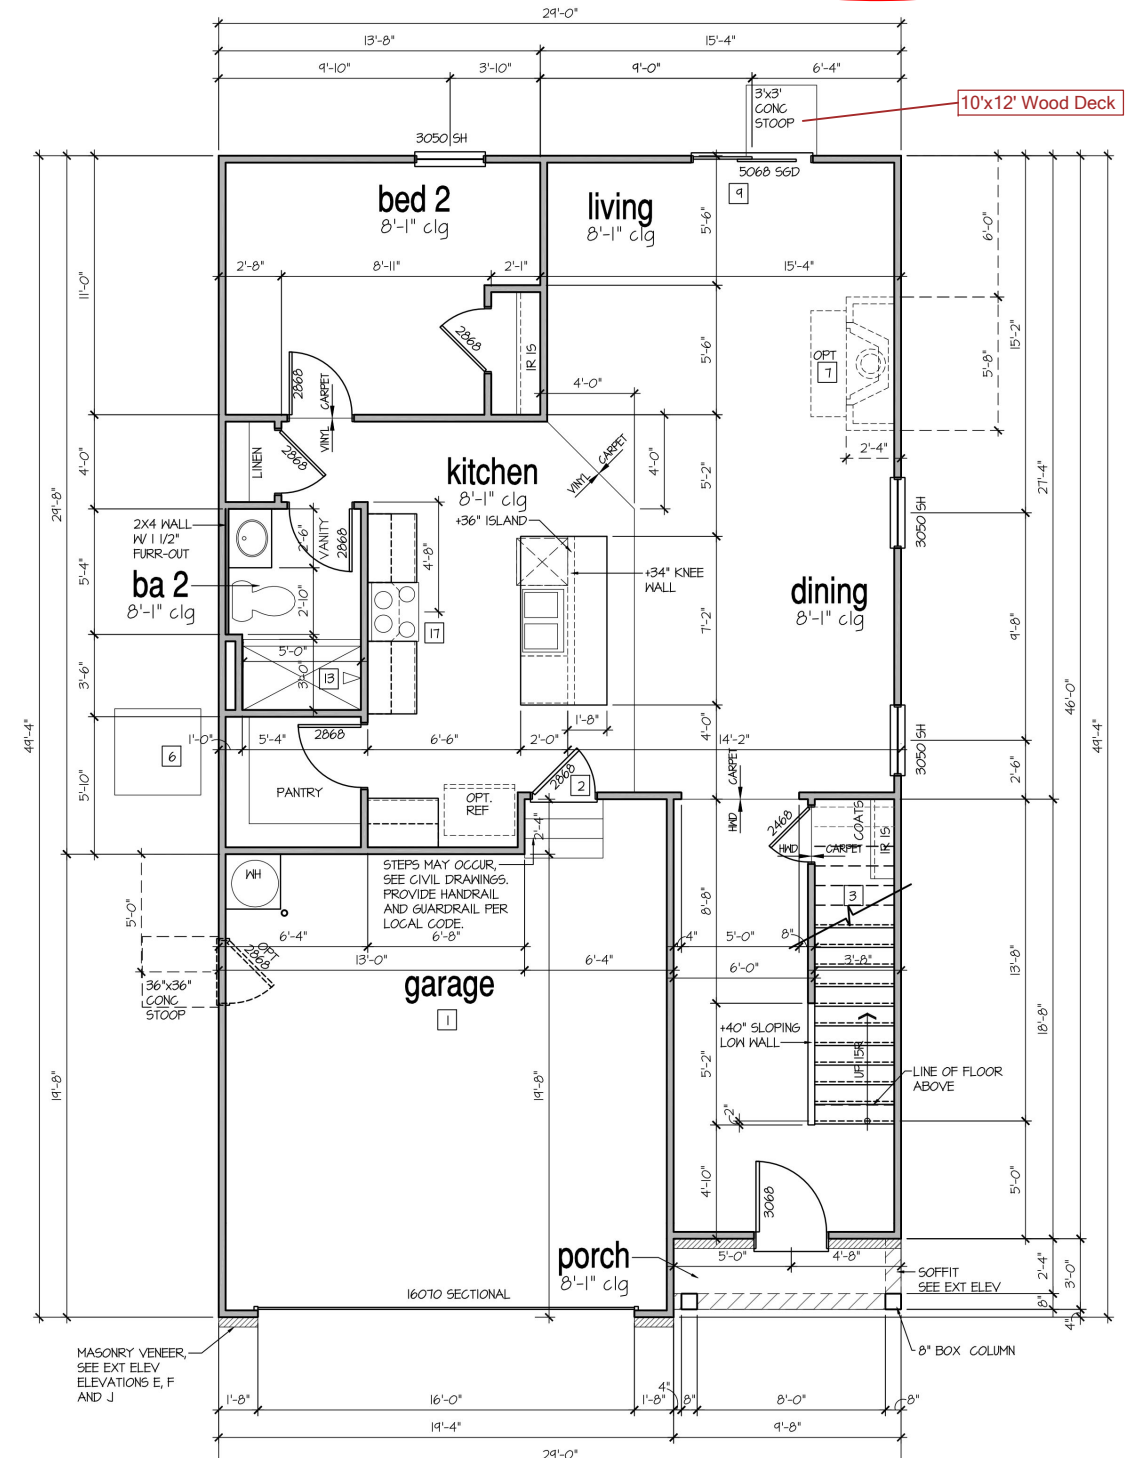 29'-0"
13'-8"
15'-4"
9'-10"
3'-10"
9'-0"
6'-4"
3'x3'
CONC
STOOP
10'x12' Wood Deck
3050 SH
5068 SGD
9
bed 2
8'-1" clg
living
8'-1" clg
5'-6"
6'-0"
2'-8"
8'-11"
2'-1"
15'-4"
11'-0"
2868
IR 1S
5'-6"
OPT
7
15'-2"
5'-8"
2868
CARPET
VINYL
4'-0"
2'-4"
LINEN
2868
4'-0"
kitchen
8'-1" clg
VINYL
CARPET
4'-0"
5'-2"
27'-4"
29'-8"
2X4 WALL
W/ 1 1/2"
FURR-OUT
2'-6"
VANITY
2868
4'-8"
+36" ISLAND
3050 SH
ba 2
8'-1" clg
5'-4"
2'-10"
17
+34" KNEE
WALL
7'-2"
dining
8'-1" clg
9'-8"
46'-0"
3'-6"
5'-0"
3'-0"
13
49'-4"
49'-4"
6
1'-0"
5'-4"
2868
6'-6"
2'-0"
1'-8"
4'-0"
14'-2"
3050 SH
2'-6"
5'-10"
PANTRY
OPT.
REF
2868
2
CARPET
HWD
2468
COATS
IR 1S
2'-4"
HWD
CARPET
3
WH
STEPS MAY OCCUR,
SEE CIVIL DRAWINGS.
PROVIDE HANDRAIL
AND GUARDRAIL PER
LOCAL CODE.
8'-8"
5'-0"
OPT
2868
6'-4"
6'-8"
4"
5'-0"
8"
13'-0"
6'-4"
6'-0"
3'-8"
13'-8"
36"x36"
CONC
STOOP
garage
1
18'-8"
+40" SLOPING
LOW WALL
5'-2"
UP 15R
LINE OF FLOOR
ABOVE
19'-8"
19'-8"
2"
4'-10"
3068
5'-0"
porch
8'-1" clg
5'-0"
4'-8"
SOFFIT
SEE EXT ELEV
2'-4"
3'-0"
8"
4"
16070 SECTIONAL
MASONRY VENEER,
SEE EXT ELEV
ELEVATIONS E, F
AND J
8" BOX COLUMN
1'-8"
16'-0"
1'-8"
4"
8"
8'-0"
8"
19'-4"
9'-8"
29'-0"